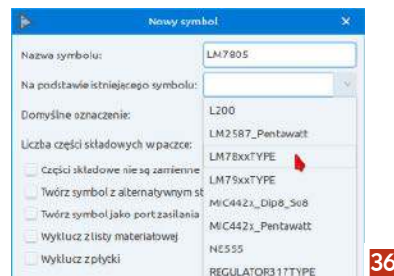 Nowy symbol
Nazwa symbolu:
LM7805
Na podstawie istniejącego symbolu:
Domyślne oznaczenie:
L200
LM2587_Pentawatt
Liczba części składowych w paczce:
LM78xxTYPE
Części składowe nie są zamienne
LM79xxTYPE
Twórz symbol z alternatywnym st
MIC442x_Dip8_So8
Twórz symbol jako port zasilania
MIC442x_Pentawatt
Wyklucz z listy materiałowej
NE555
Wyklucz z płytki
REGULATOR317TYPE
36